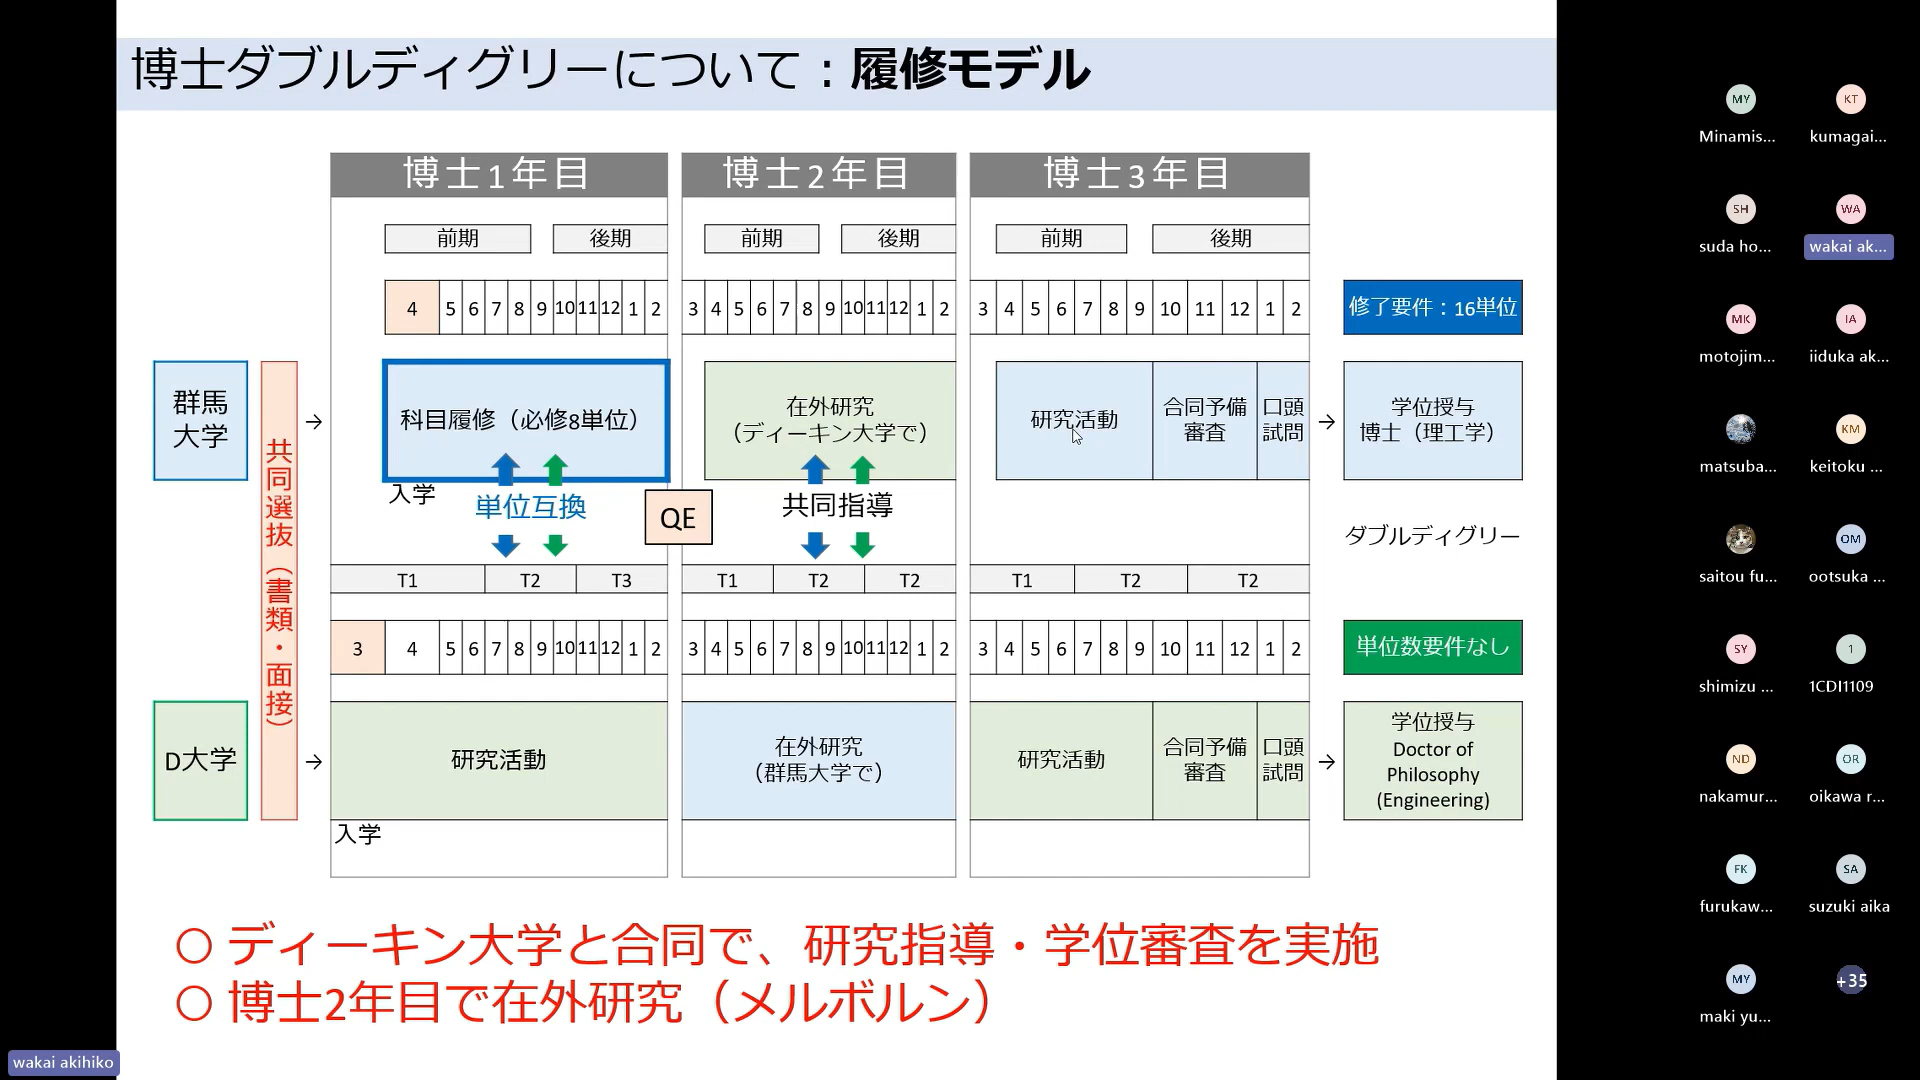 博士ダブルディグリーについて：履修モデル
博士1年目
博士2年目
博士3年目
前期 後期
前期 後期
前期 後期
4 5 6 7 8 9 10 11 12 1 2
3 4 5 6 7 8 9 10 11 12 1 2
3 4 5 6 7 8 9 10 11 12 1 2
修了要件：16単位
群馬
大学
共同選抜（書類・面接）
→
科目履修（必修8単位）
在外研究
（ディーキン大学で）
研究活動
合同予備
審査
口頭
試問
→
学位授与
博士（理工学）
入学
単位互換
QE
共同指導
ダブルディグリー
T1 T2 T3
T1 T2 T2
T1 T2 T2
3 4 5 6 7 8 9 10 11 12 1 2
3 4 5 6 7 8 9 10 11 12 1 2
3 4 5 6 7 8 9 10 11 12 1 2
単位数要件なし
D大学
→
研究活動
在外研究
（群馬大学で）
研究活動
合同予備
審査
口頭
試問
→
学位授与
Doctor of
Philosophy
(Engineering)
入学
○ ディーキン大学と合同で、研究指導・学位審査を実施
○ 博士2年目で在外研究（メルボルン）
wakai akihiko
MY KT
Minamis... kumagai...
SH WA
suda ho... wakai ak...
MK IA
motojim... iiduka ak...
KM
matsuba... keitoku ...
OM
saitou fu... ootsuka ...
SY 1
shimizu ... 1CDI1109
ND OR
nakamur... oikawa r...
FK SA
furukaw... suzuki aika
MY +35
maki yu...